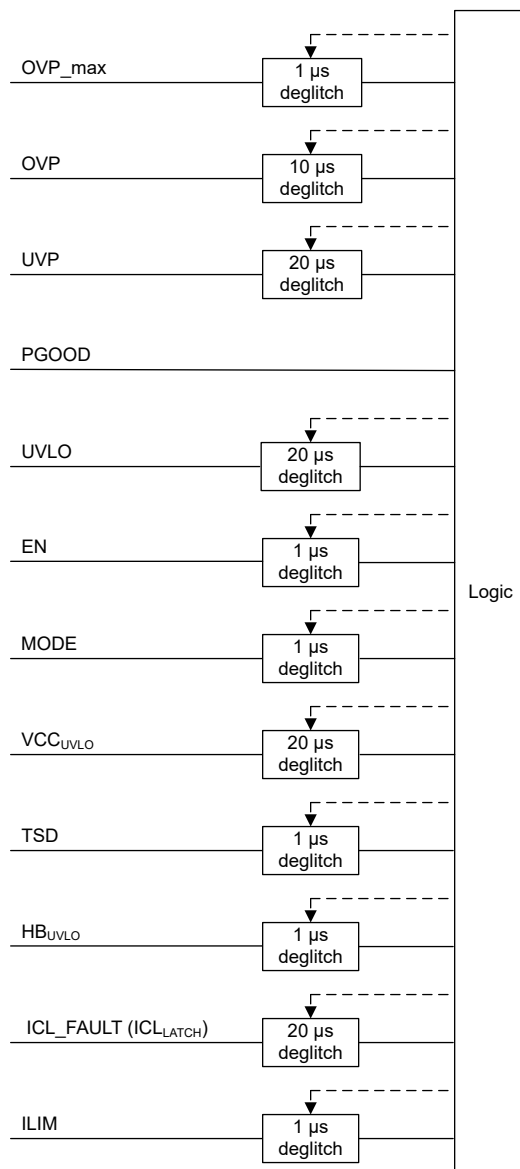 OVP_max
1 µs
deglitch
OVP
10 µs
deglitch
UVP
20 µs
deglitch
PGOOD
UVLO
20 µs
deglitch
EN
1 µs
deglitch
Logic
MODE
1 µs
deglitch
VCCUVLO
20 µs
deglitch
TSD
1 µs
deglitch
HBUVLO
1 µs
deglitch
ICL_FAULT (ICLLATCH)
20 µs
deglitch
ILIM
1 µs
deglitch